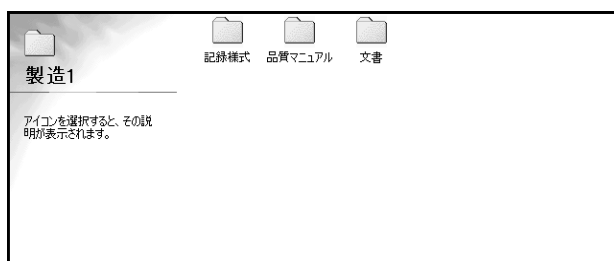 製造1
アイコンを選択すると、その説
明が表示されます。
記録様式
品質マニュアル
文書